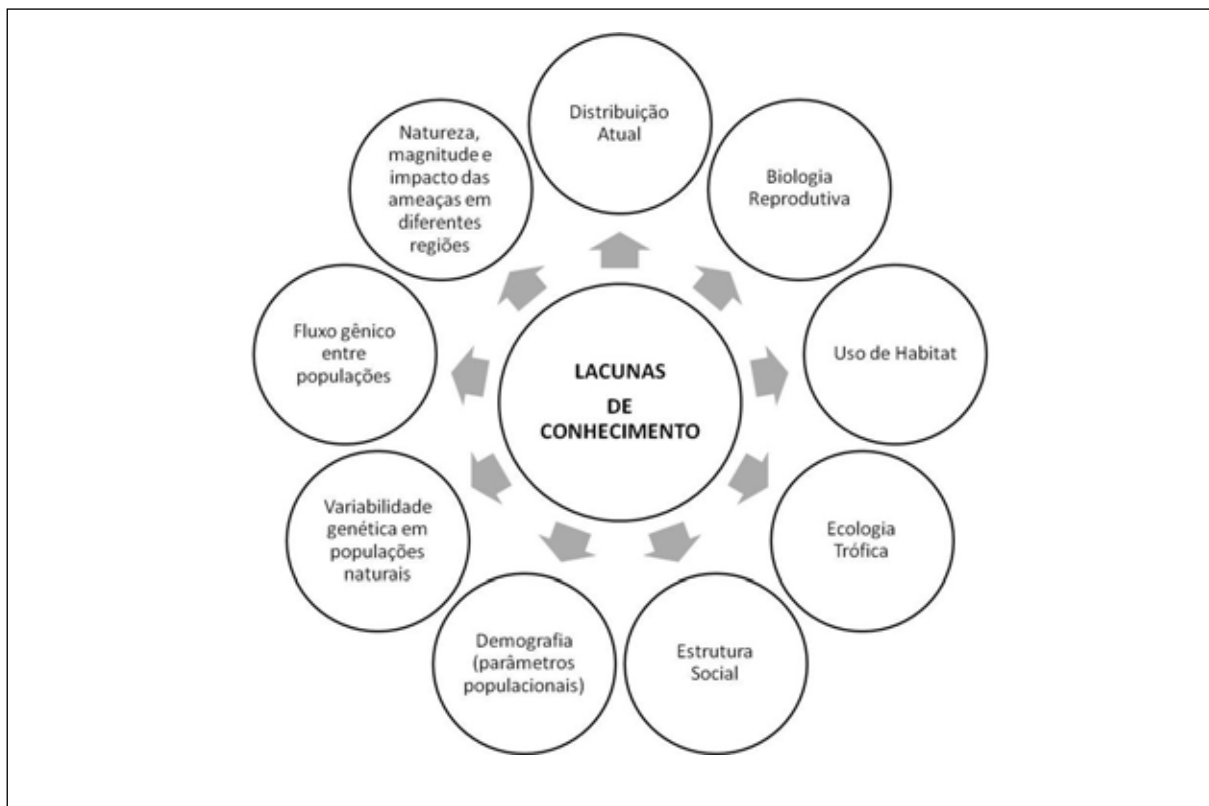 Distribuição
Atual
Biologia
Reprodutiva
Uso de Habitat
Ecologia
Trófica
Estrutura
Social
Demografia
(parâmetros
populacionais)
Variabilidade
genética em
populações
naturais
Fluxo gênico
entre
populações
Natureza,
magnitude e
impacto das
ameaças em
diferentes
regiões
LACUNAS
DE
CONHECIMENTO